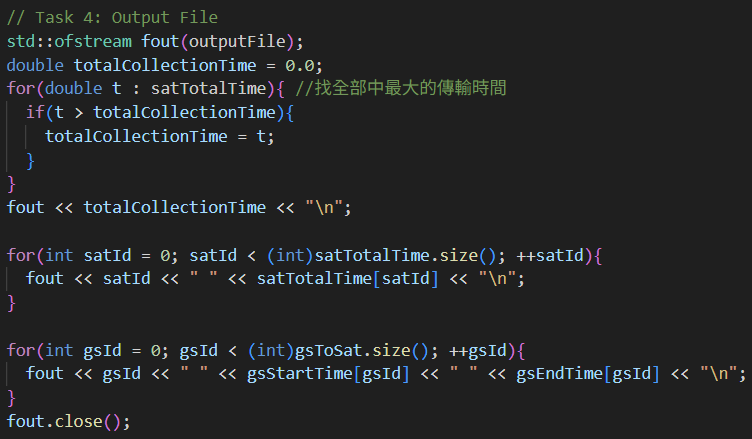 // Task 4: Output File
std::ofstream fout(outputFile);
double totalCollectionTime = 0.0;
for(double t : satTotalTime){ //找全部中最大的傳輸時間
  if(t > totalCollectionTime){
    totalCollectionTime = t;
  }
}
fout << totalCollectionTime << "\n";

for(int satId = 0; satId < (int)satTotalTime.size(); ++satId){
  fout << satId << " " << satTotalTime[satId] << "\n";
}

for(int gsId = 0; gsId < (int)gsToSat.size(); ++gsId){
  fout << gsId << " " << gsStartTime[gsId] << " " << gsEndTime[gsId] << "\n";
}
fout.close();